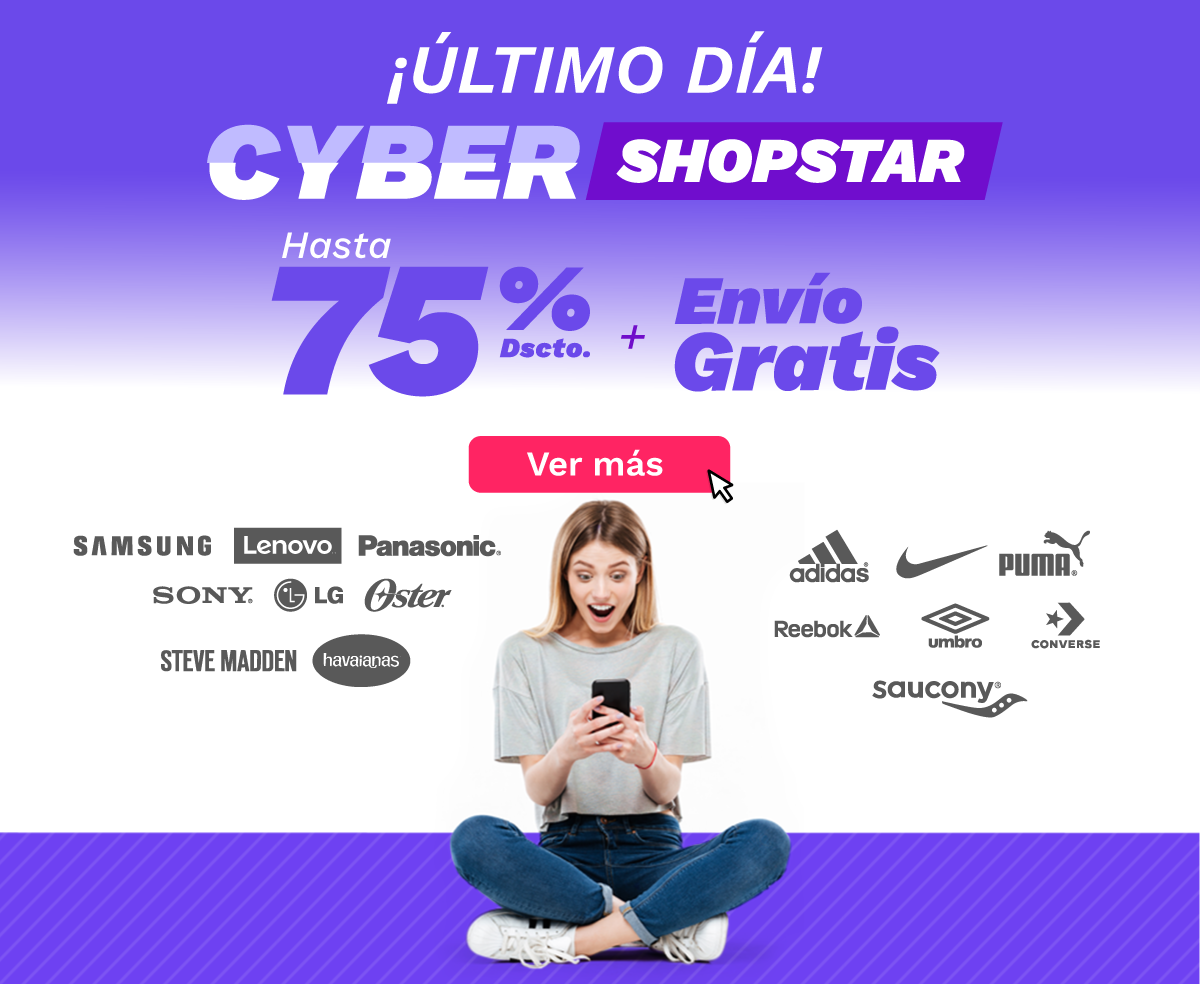 ¡ÚLTIMO DÍA!
CYBER SHOPSTAR
Hasta
75% Dscto. + Envío Gratis
Ver más
SAMSUNG Lenovo Panasonic
SONY LG Oster
STEVE MADDEN havaianas
adidas PUMA
Reebok umbro CONVERSE
saucony